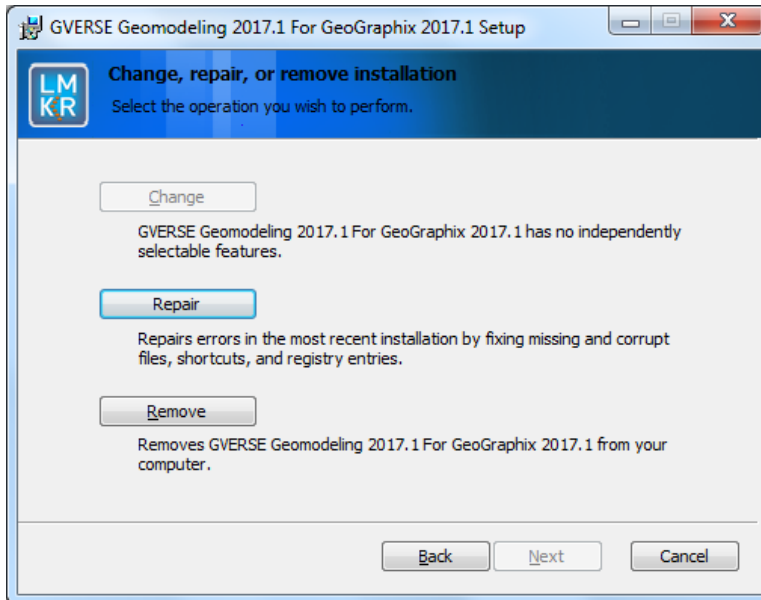 GVERSE Geomodeling 2017.1 For GeoGraphix 2017.1 Setup
LM
KR
Change, repair, or remove installation
Select the operation you wish to perform.
Change
GVERSE Geomodeling 2017.1 For GeoGraphix 2017.1 has no independently
selectable features.
Repair
Repairs errors in the most recent installation by fixing missing and corrupt
files, shortcuts, and registry entries.
Remove
Removes GVERSE Geomodeling 2017.1 For GeoGraphix 2017.1 from your
computer.
Back
Next
Cancel